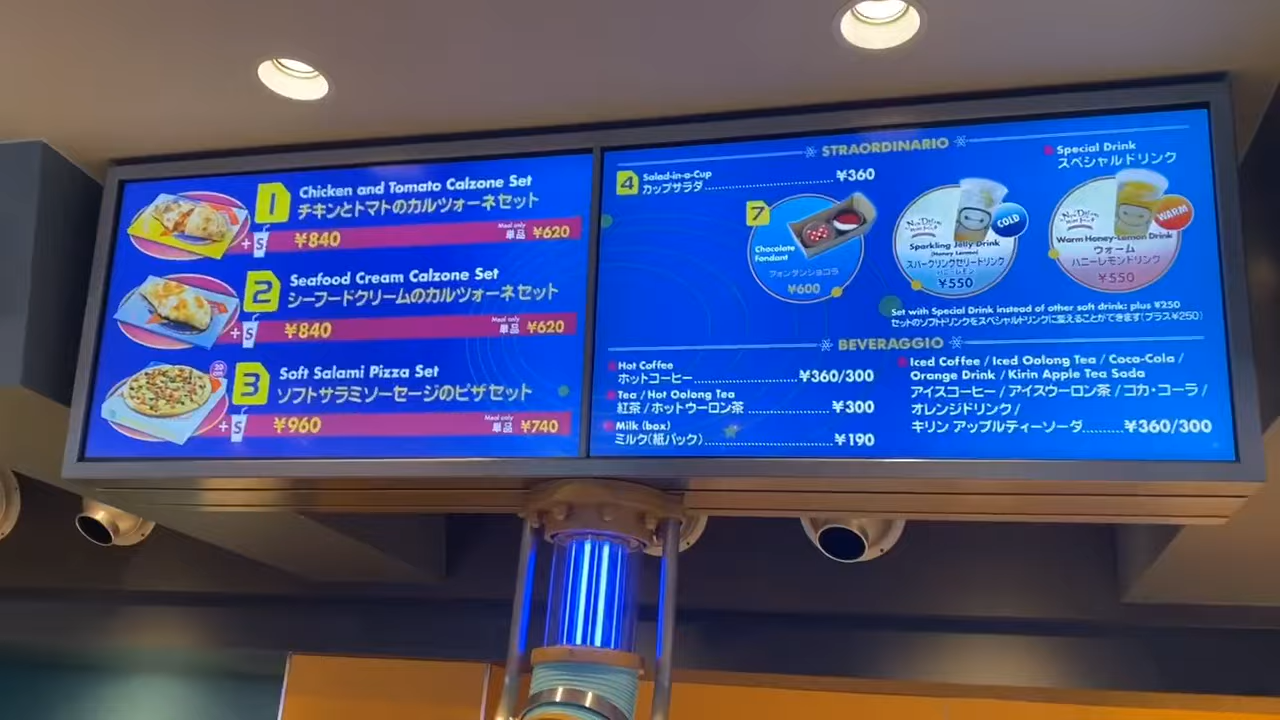 1
Chicken and Tomato Calzone Set
チキンとトマトのカルツォーネセット
+ S ¥840
Meal only
単品 ¥620
2
Seafood Cream Calzone Set
シーフードクリームのカルツォーネセット
+ S ¥840
Meal only
単品 ¥620
20cm
3
Soft Salami Pizza Set
ソフトサラミソーセージのピザセット
+ S ¥960
Meal only
単品 ¥740
STRAORDINARIO
4 Salad-in-a-Cup
カップサラダ ¥360
7
Chocolate
Fondant
フォンダンショコラ
¥600
COLD
Sparkling Jelly Drink
(Honey Lemon)
スパークリングゼリードリンク
ハニーレモン
¥550
Special Drink
スペシャルドリンク
WARM
Warm Honey-Lemon Drink
ウォーム
ハニーレモンドリンク
¥550
Set with Special Drink instead of other soft drink: plus ¥250
セットのソフトドリンクをスペシャルドリンクに変えることができます(プラス¥250)
BEVERAGGIO
Hot Coffee
ホットコーヒー ¥360/300
Tea / Hot Oolong Tea
紅茶 / ホットウーロン茶 ¥300
Milk (box)
ミルク(紙パック) ¥190
Iced Coffee / Iced Oolong Tea / Coca-Cola /
Orange Drink / Kirin Apple Tea Soda
アイスコーヒー / アイスウーロン茶 / コカ・コーラ /
オレンジドリンク /
キリン アップルティーソーダ ¥360/300